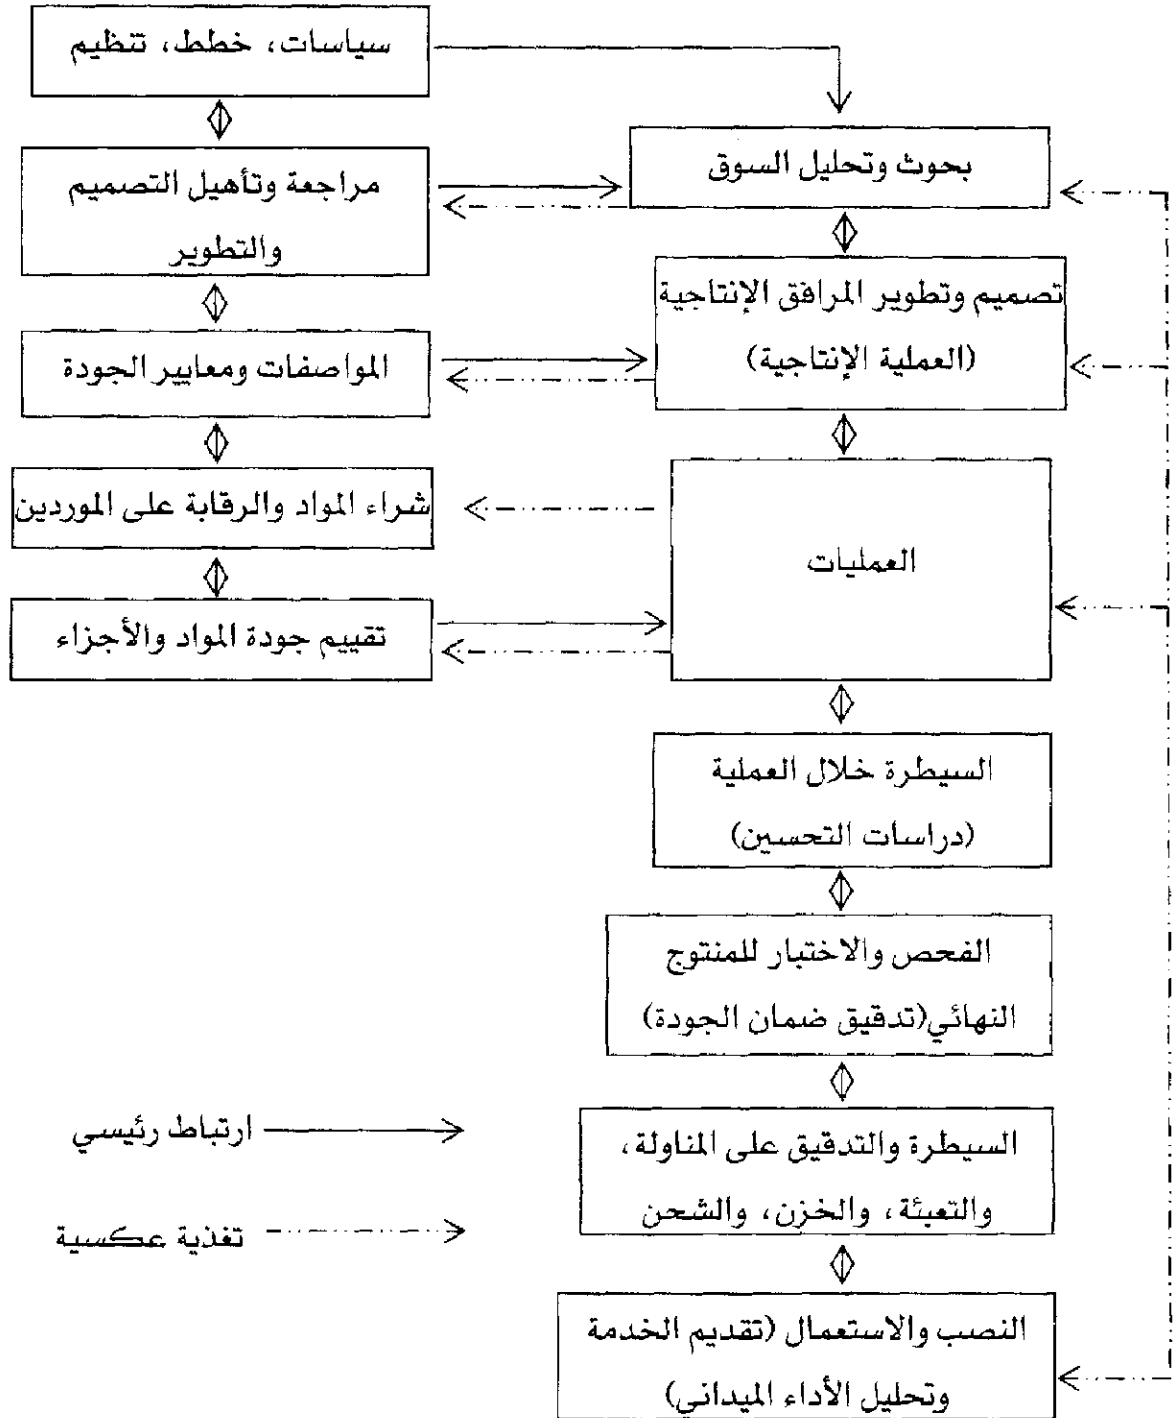 سياسات، خطط، تنظيم
بحوث وتحليل السوق
مراجعة وتأهيل التصميم
والتطوير
تصميم وتطوير المرافق الإنتاجية
(العملية الإنتاجية)
المواصفات ومعايير الجودة
شراء المواد والرقابة على الموردين
العمليات
تقييم جودة المواد والأجزاء
السيطرة خلال العملية
(دراسات التحسين)
الفحص والاختبار للمنتوج
النهائي(تدقيق ضمان الجودة)
السيطرة والتدقيق على المناولة،
والتعبئة، والخزن، والشحن
النصب والاستعمال (تقديم الخدمة
وتحليل الأداء الميداني)
ارتباط رئيسي
تغذية عكسية